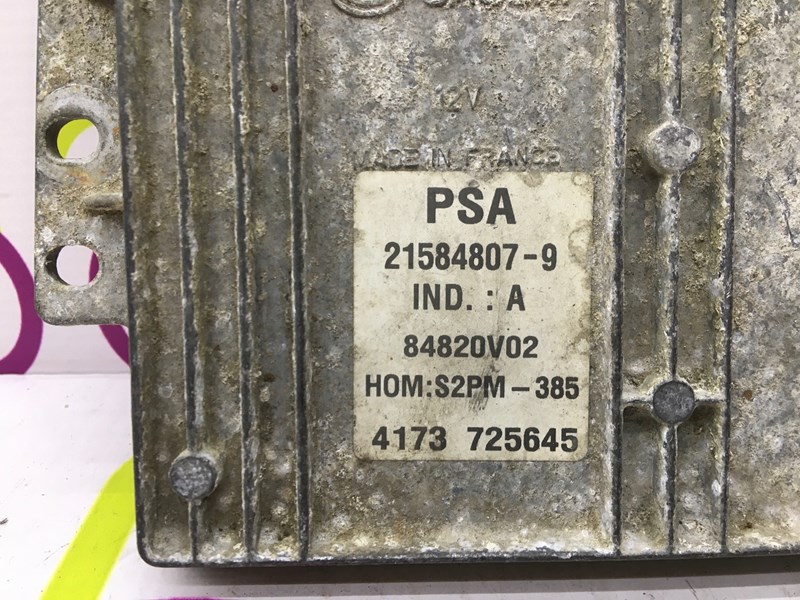 12V
MADE IN FRANCE
PSA
21584807-9
IND. : A
84820V02
HOM:S2PM-385
4173 725645